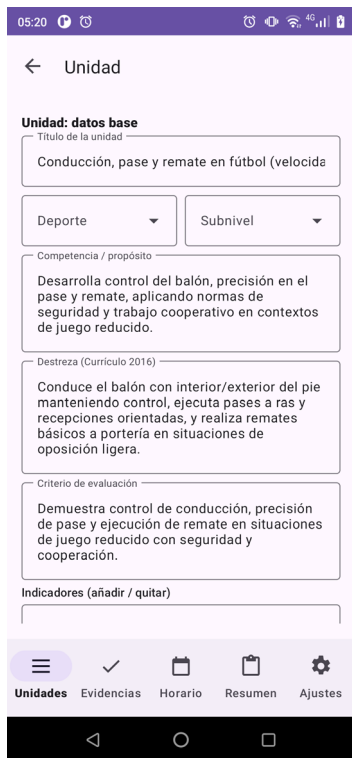 05:20
4G
Unidad
Unidad: datos base
Título de la unidad
Conducción, pase y remate en fútbol (velocida
Deporte
Subnivel
Competencia / propósito
Desarrolla control del balón, precisión en el
pase y remate, aplicando normas de
seguridad y trabajo cooperativo en contextos
de juego reducido.
Destreza (Currículo 2016)
Conduce el balón con interior/exterior del pie
manteniendo control, ejecuta pases a ras y
recepciones orientadas, y realiza remates
básicos a portería en situaciones de
oposición ligera.
Criterio de evaluación
Demuestra control de conducción, precisión
de pase y ejecución de remate en situaciones
de juego reducido con seguridad y
cooperación.
Indicadores (añadir / quitar)
Unidades
Evidencias
Horario
Resumen
Ajustes